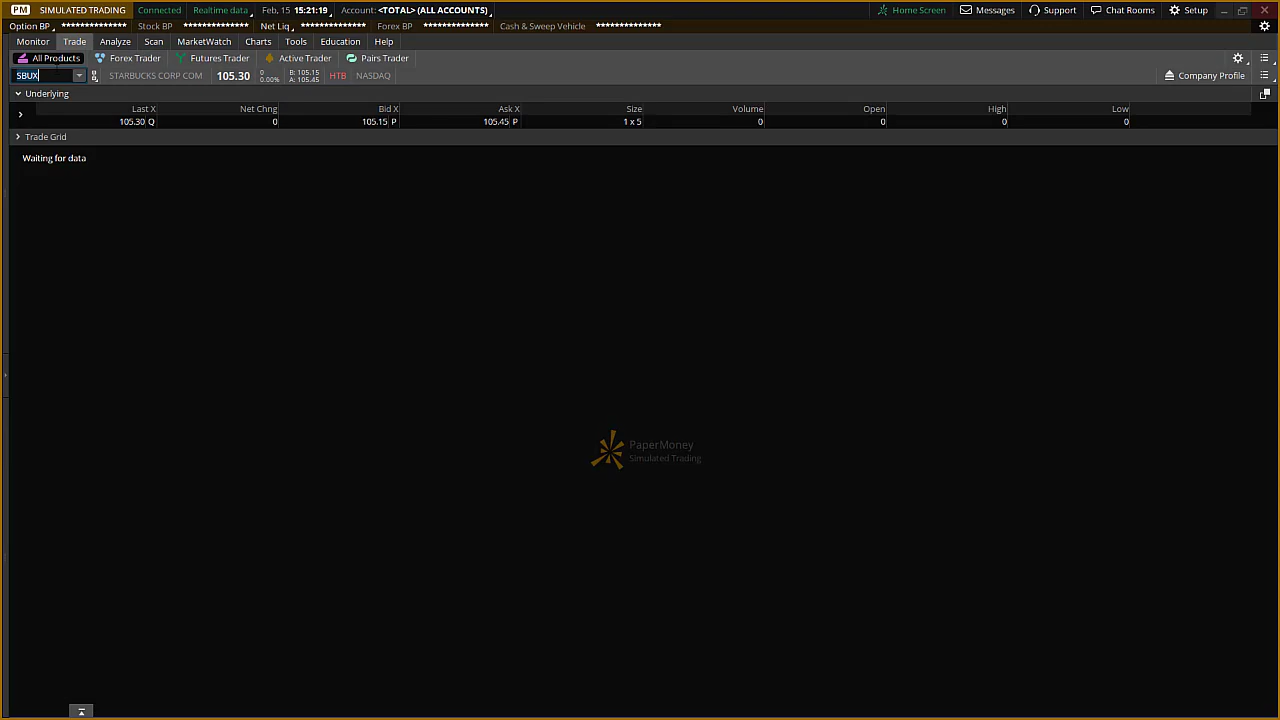 PM SIMULATED TRADING Connected Realtime data Feb, 15 15:21:19 Account: <TOTAL> (ALL ACCOUNTS) Home Screen Messages Support Chat Rooms Setup
Option BP ************** Stock BP ************** Net Liq ************** Forex BP ************** Cash & Sweep Vehicle **************
Monitor Trade Analyze Scan MarketWatch Charts Tools Education Help
All Products Forex Trader Futures Trader Active Trader Pairs Trader
SBUX STARBUCKS CORP COM 105.30 0 0.00% B: 105.15 A: 105.45 HTB NASDAQ Company Profile
Underlying
Last X Net Chng Bid X Ask X Size Volume Open High Low
105.30 Q 0 105.15 P 105.45 P 1 x 5 0 0 0 0
Trade Grid
Waiting for data
PaperMoney
Simulated Trading